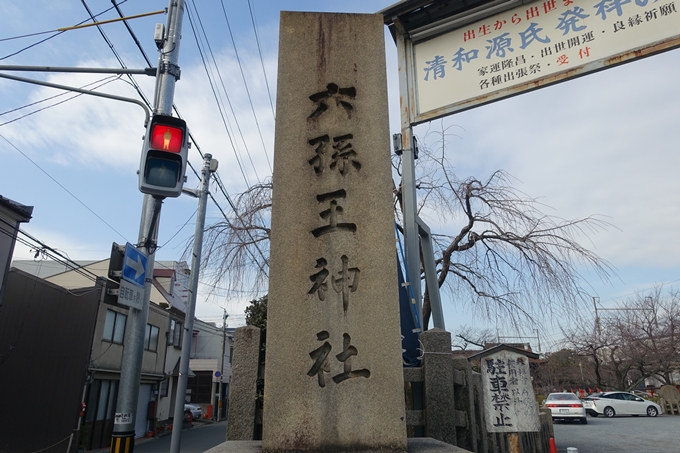 六孫王神社
出生から出世ま
清和源氏発祥
家運隆昌・出世開運・良縁祈願
各種出張祭・受付
駐車禁止